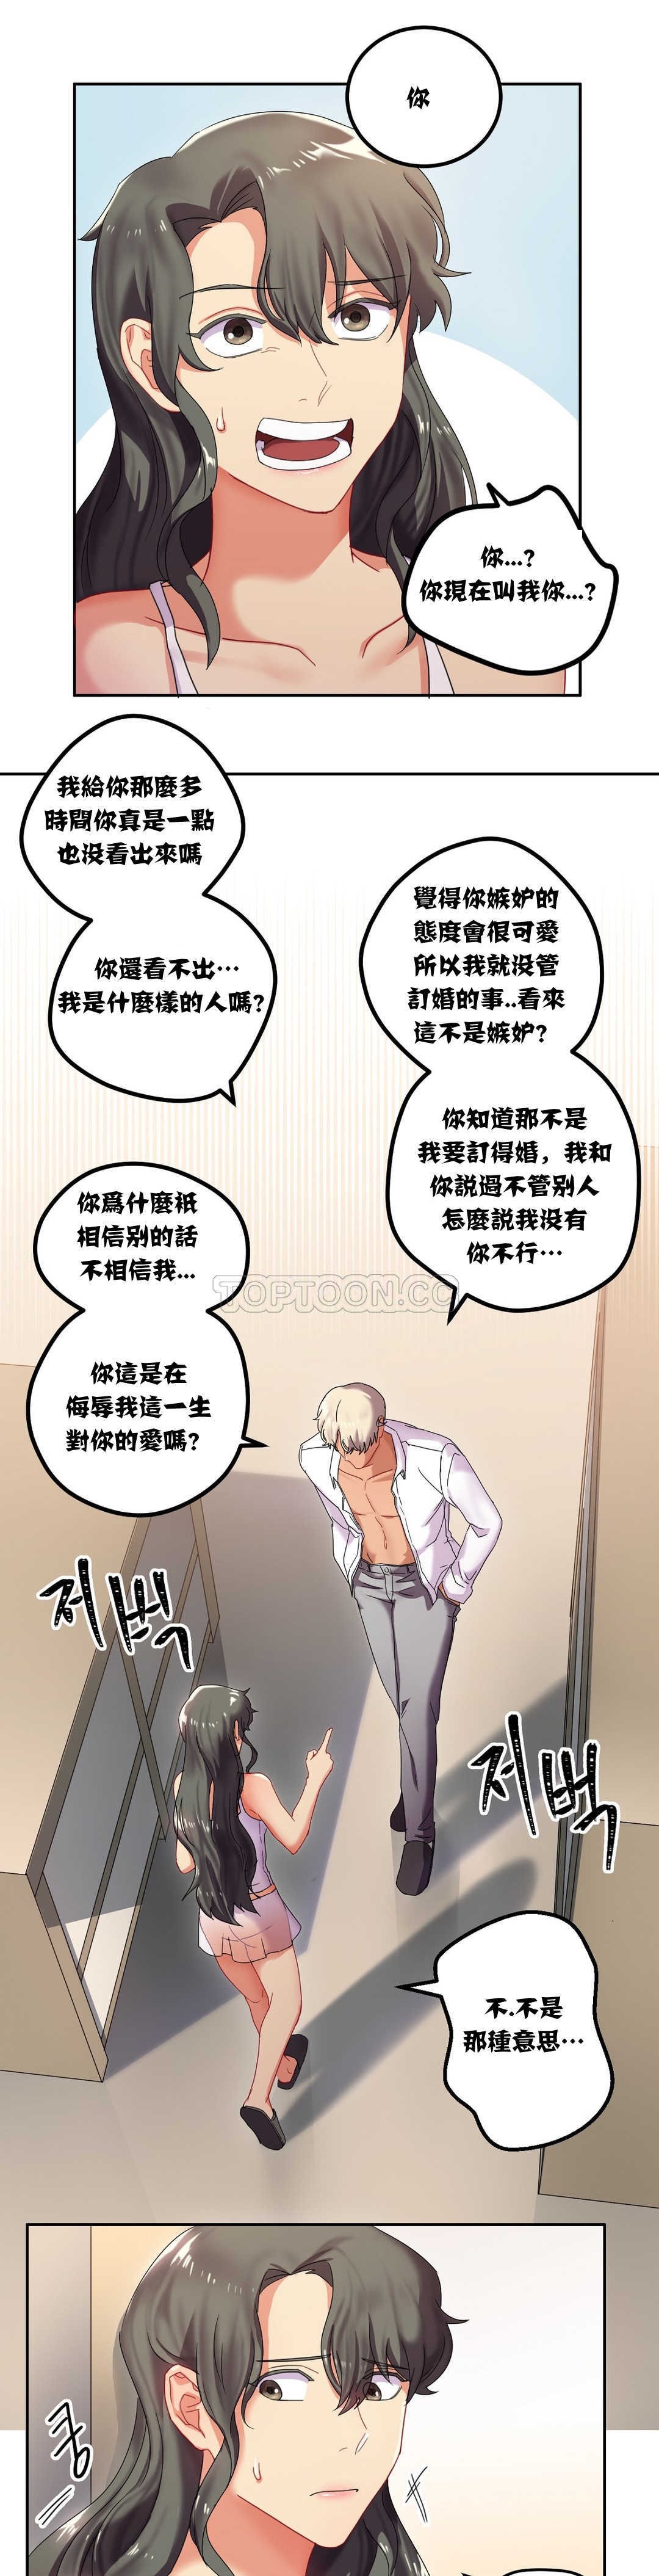 你
你...?
你現在叫我你...?
我給你那麼多
時間你真是一點
也没看出來嗎
你還看不出…
我是什麼樣的人嗎?
覺得你嫉妒的
態度會很可愛
所以我就没管
訂婚的事..看來
這不是嫉妒?
你知道那不是
我要訂得婚，我和
你説過不管别人
怎麼説我没有
你不行…
你爲什麼衹
相信别的話
不相信我...
TOPTOON.CO
你這是在
侮辱我這一生
對你的愛嗎?
저벅
저벅
不.不是
那種意思…
쿵